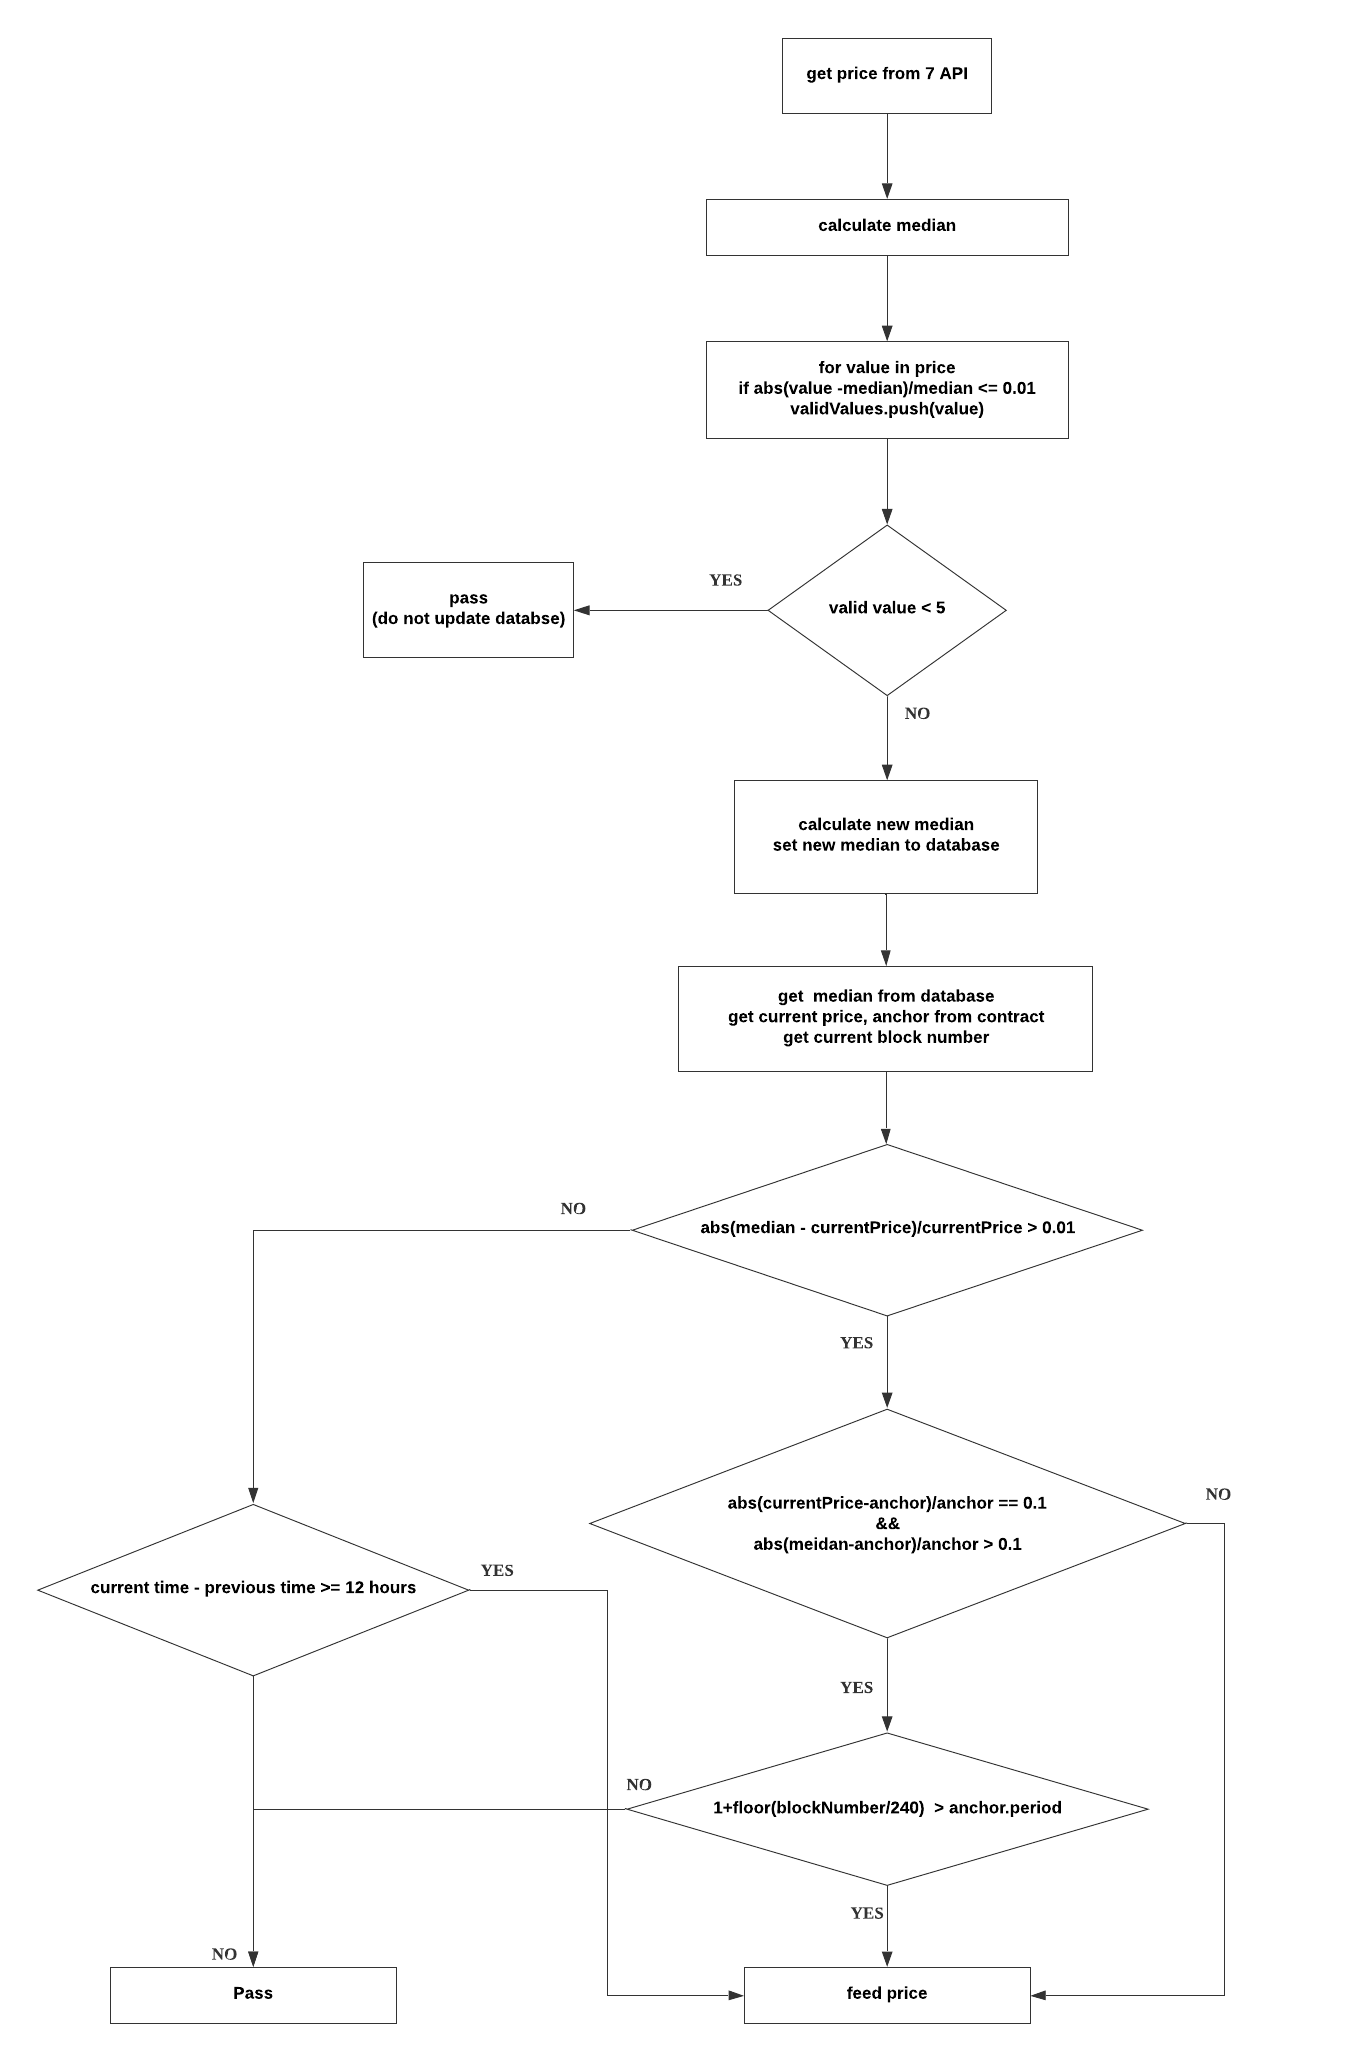 get price from 7 API
calculate median
for value in price
if abs(value -median)/median <= 0.01
validValues.push(value)
YES
pass
(do not update databse)
valid value < 5
NO
calculate new median
set new median to database
get  median from database
get current price, anchor from contract
get current block number
NO
abs(median - currentPrice)/currentPrice > 0.01
YES
abs(currentPrice-anchor)/anchor == 0.1
&&
abs(meidan-anchor)/anchor > 0.1
NO
YES
current time - previous time >= 12 hours
YES
NO
1+floor(blockNumber/240)  > anchor.period
YES
NO
Pass
feed price